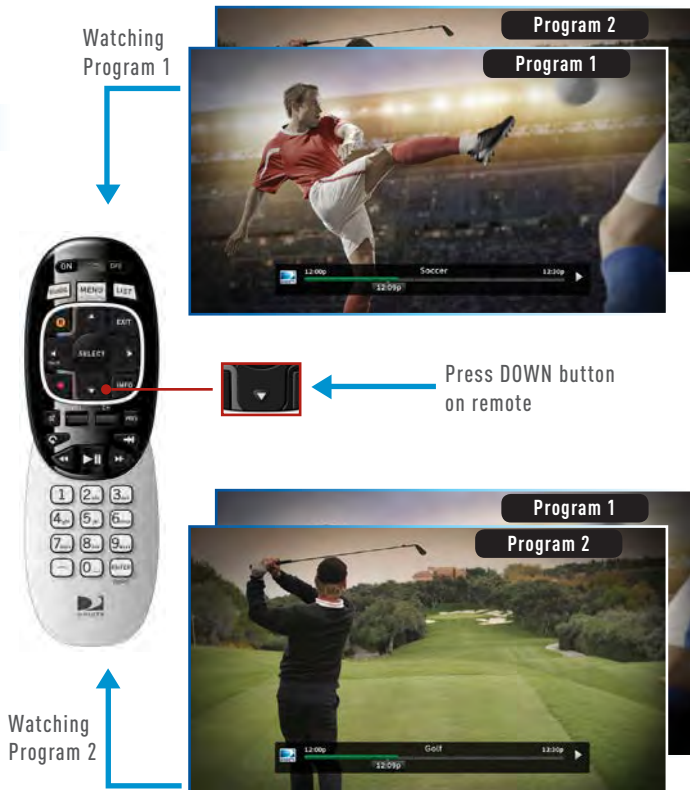 Program 2
Watching
Program 1
Program 1
12:00p Soccer 12:30p
12:09p
ON OFF
GUIDE MENU LIST
R EXIT
SELECT
INFO
Press DOWN button
on remote
1 2 3
4 5 6
7 8 9
0 ENTER
Program 1
Program 2
Watching
Program 2
12:00p Golf 12:30p
12:09p